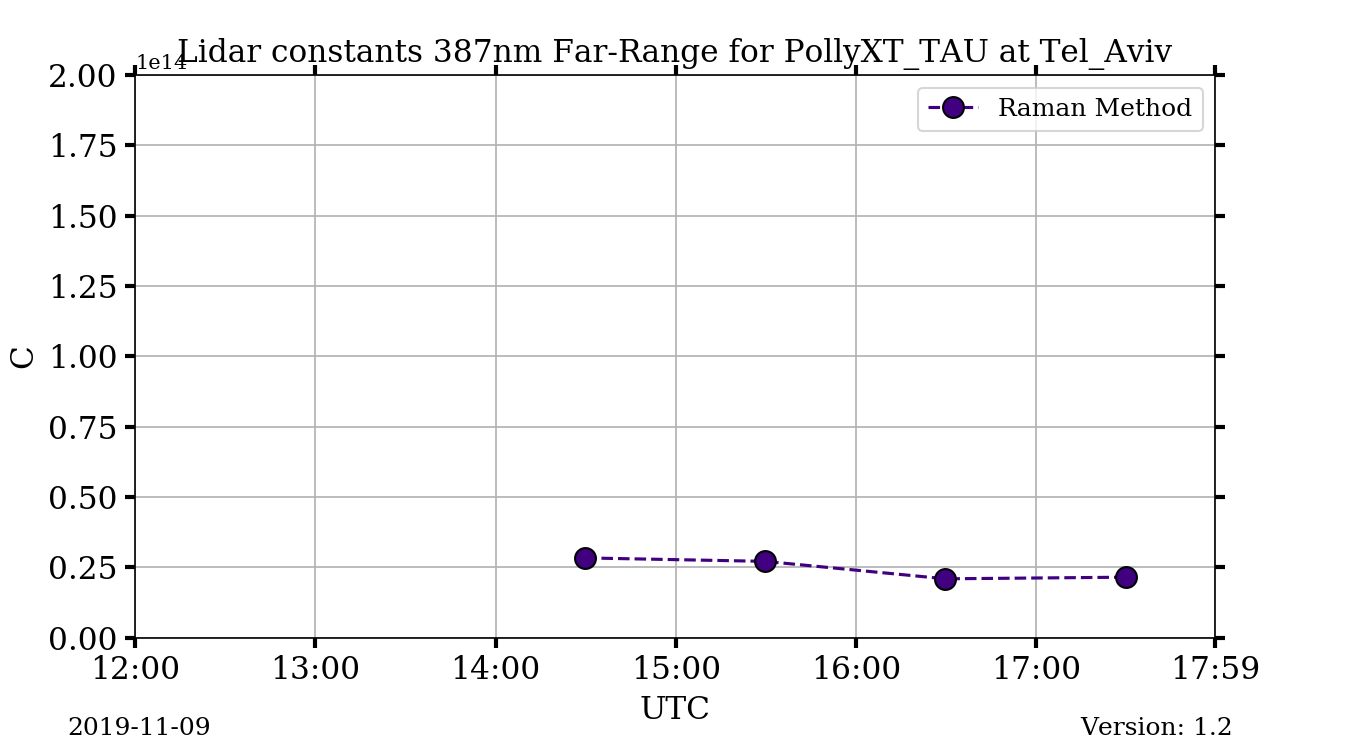 Lidar constants 387nm Far-Range for PollyXT_TAU at Tel_Aviv
1e14
Raman Method
2.00
1.75
1.50
1.25
1.00
0.75
0.50
0.25
0.00
C
12:00 13:00 14:00 15:00 16:00 17:00 17:59
UTC
2019-11-09 Version: 1.2